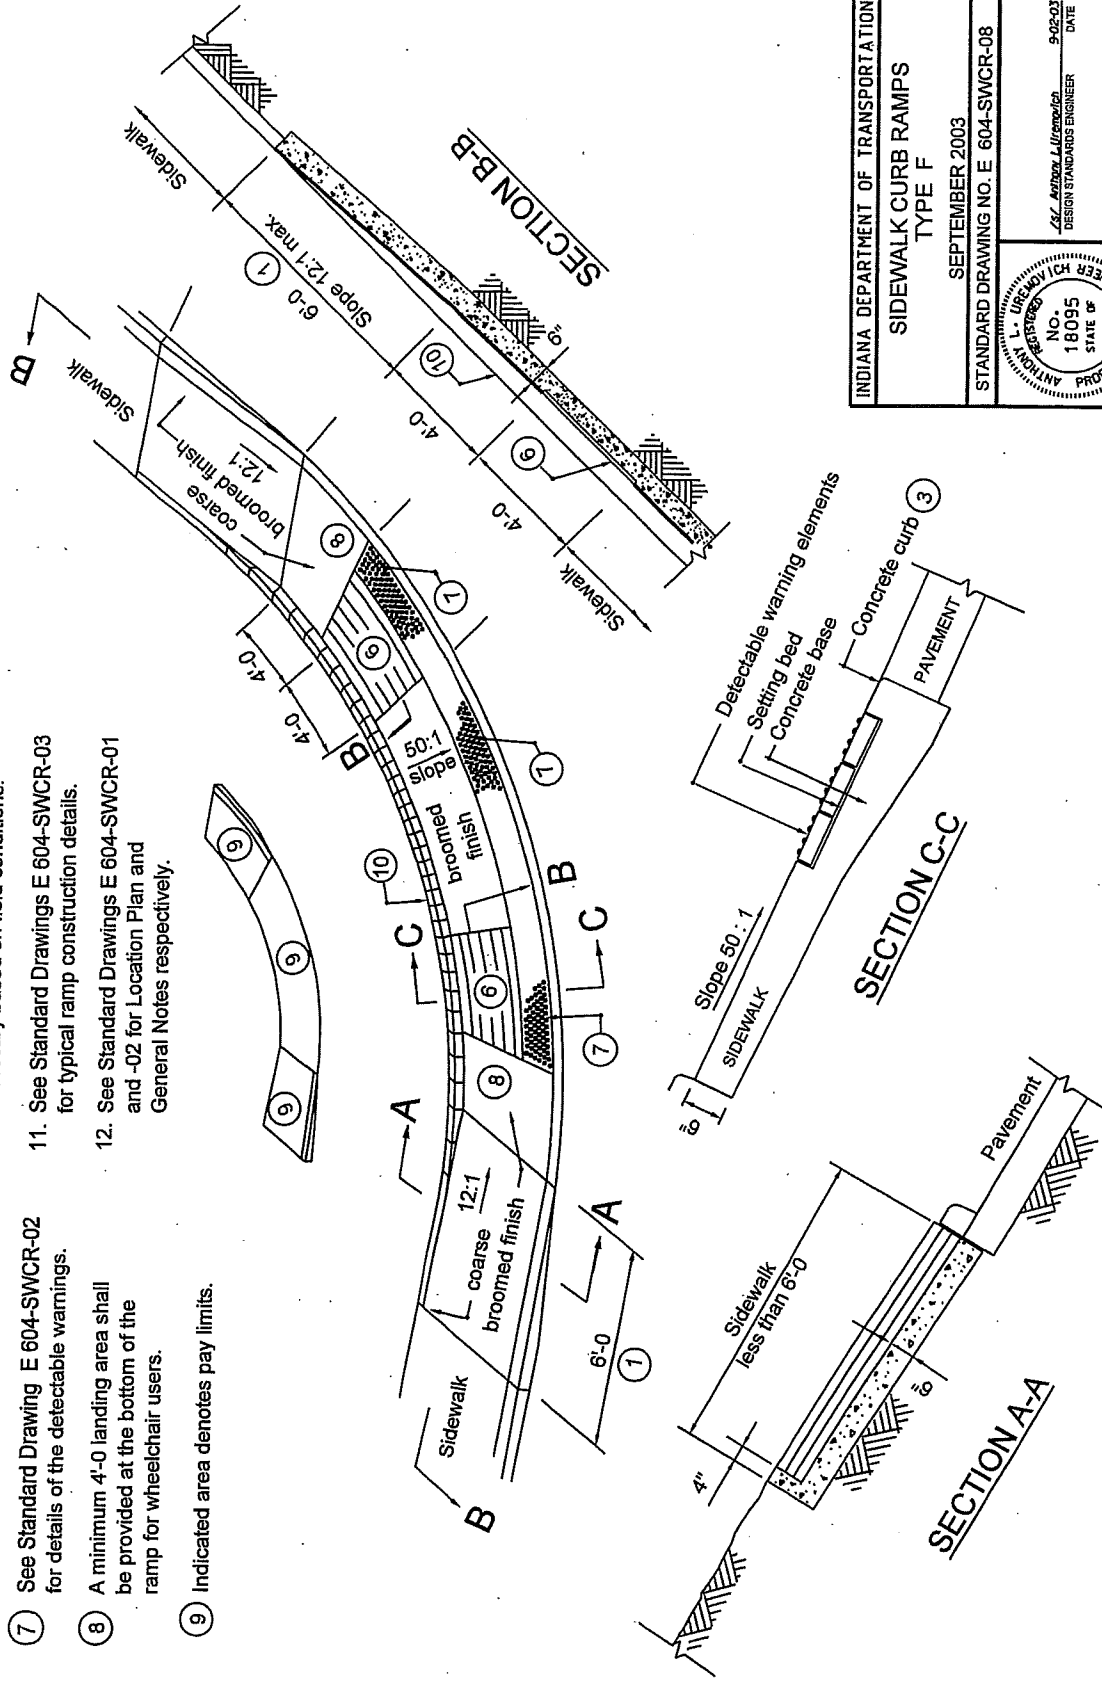 7 See Standard Drawing E 604-SWCR-02
for details of the detectable warnings.
8 A minimum 4'-0 landing area shall
be provided at the bottom of the
ramp for wheelchair users.
9 Indicated area denotes pay limits.
11. See Standard Drawings E 604-SWCR-03
for typical ramp construction details.
12. See Standard Drawings E 604-SWCR-01
and -02 for Location Plan and
General Notes respectively.
9
9
9
B
Sidewalk
coarse
broomed finish
12:1
8
7
4'-0
4'-0
6
B
50:1
slope
broomed
finish
7
10
C
6
B
C
7
8
A
12:1
coarse
broomed finish
A
6'-0
1
Sidewalk
B
Sidewalk
6'-0
Slope 12:1 max.
1
4'-0
10
4'-0
6
6"
Sidewalk
SECTION B-B
Detectable warning elements
Setting bed
Concrete base
Concrete curb 3
Slope 50 : 1
SIDEWALK
PAVEMENT
6"
SECTION C-C
Sidewalk
less than 6'-0
4"
6"
Pavement
SECTION A-A
INDIANA DEPARTMENT OF TRANSPORTATION
SIDEWALK CURB RAMPS
TYPE F
SEPTEMBER 2003
STANDARD DRAWING NO. E 604-SWCR-08
ANTHONY L. UREMOVICH
REGISTERED
No.
18095
STATE OF
/s/ Anthony L. Uremovich 9-02-03
DESIGN STANDARDS ENGINEER DATE